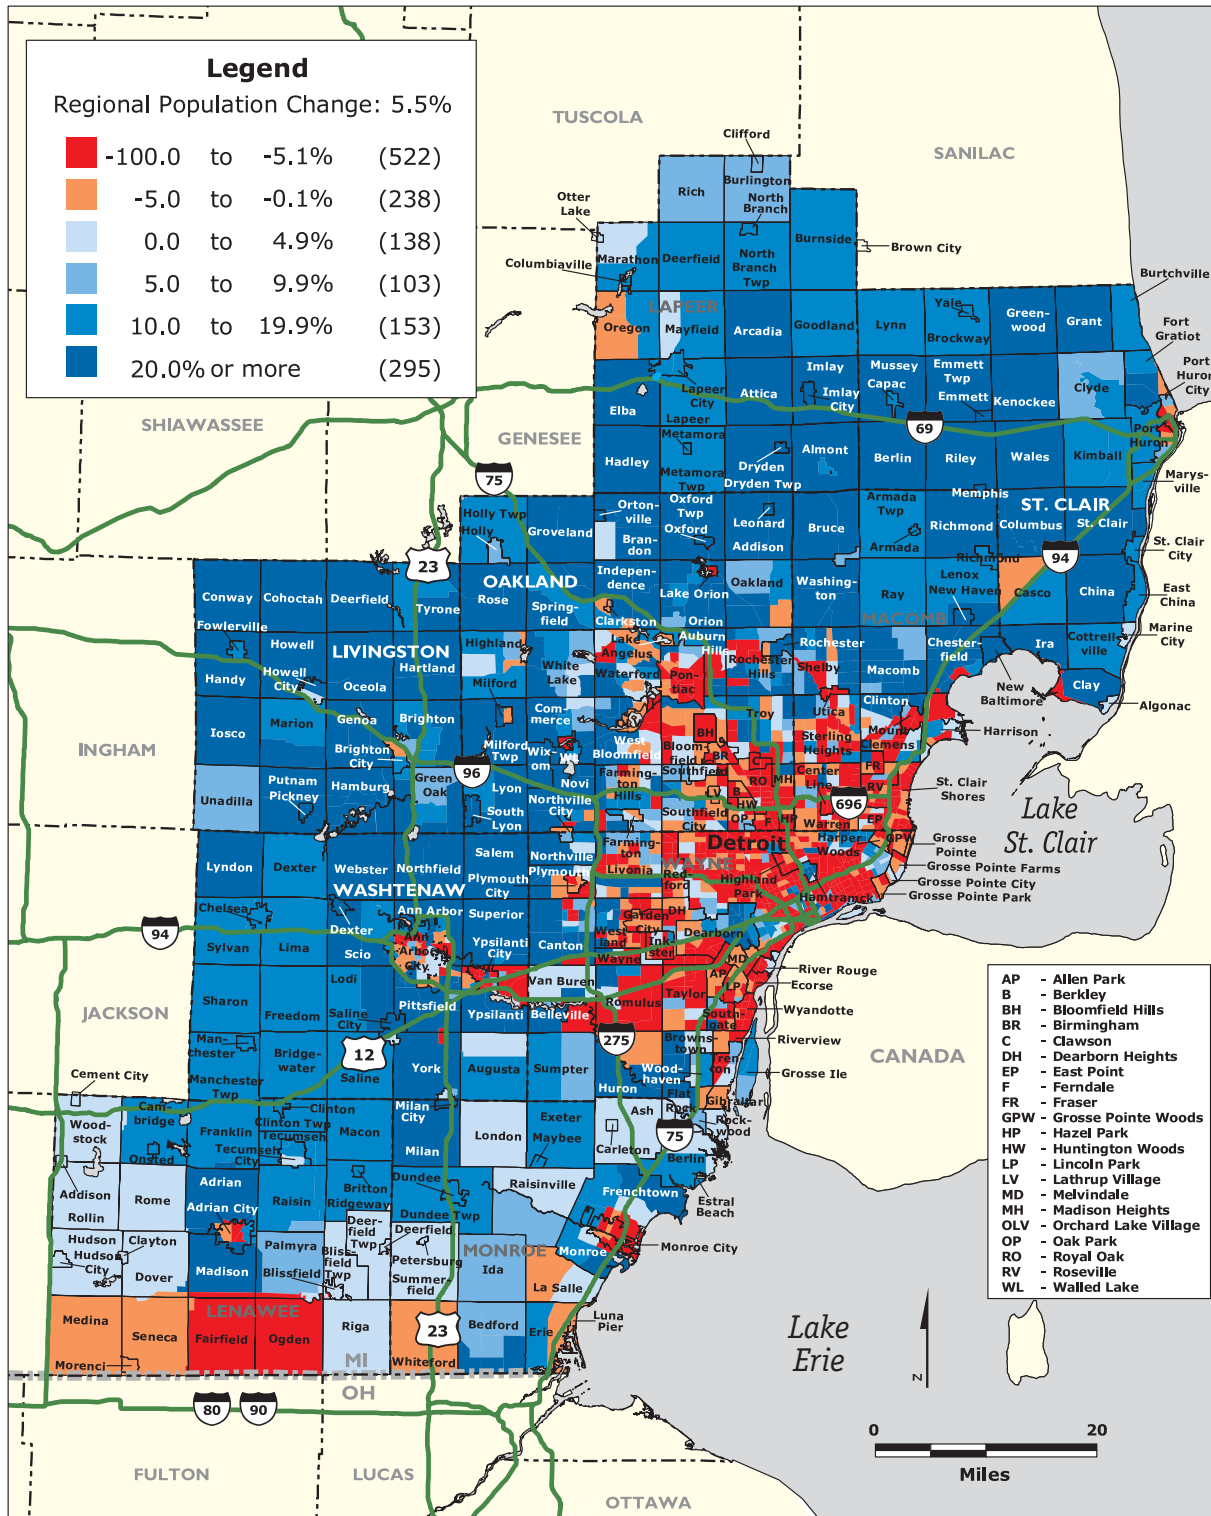 Legend
Regional Population Change: 5.5%
-100.0 to -5.1% (522)
-5.0 to -0.1% (238)
0.0 to 4.9% (138)
5.0 to 9.9% (103)
10.0 to 19.9% (153)
20.0% or more (295)
TUSCOLA
SANILAC
Clifford
Rich
Burlington
North
Branch
Otter
Lake
Burnside
Brown City
Marathon
Deerfield
North
Branch
Twp
Columbiaville
Burtchville
LAPEER
Oregon
Mayfield
Arcadia
Goodland
Lynn
Yale
Brockway
Green-
wood
Grant
Fort
Gratiot
Port
Huron
City
Imlay
Mussey
Emmett
Twp
Capac
Emmett
Kenockee
Clyde
Elba
Lapeer
City
Lapeer
Attica
Imlay
City
SHIAWASSEE
GENESEE
69
Port
Huron
Metamora
Metamora
Twp
Hadley
Dryden
Dryden Twp
Almont
Berlin
Riley
Wales
Kimball
75
Marys-
ville
Memphis
ST. CLAIR
Holly Twp
Holly
Groveland
Orton-
ville
Bran-
don
Oxford
Twp
Oxford
Leonard
Addison
Bruce
Armada
Twp
Armada
Richmond
Columbus
St. Clair
St. Clair
City
Richmond
94
23
OAKLAND
Rose
Indepen-
dence
Lake Orion
Orion
Oakland
Washing-
ton
Ray
Lenox
New Haven
MACOMB
Casco
China
East
China
Conway
Cohoctah
Deerfield
Tyrone
Spring-
field
Clarkston
Fowlerville
Howell
LIVINGSTON
Hartland
Highland
Lake
Angelus
Waterford
Auburn
Hills
Rochester
Rochester
Hills
Shelby
Macomb
Chester-
field
Ira
Cottrell-
ville
Marine
City
Handy
Howell
City
Oceola
Milford
White
Lake
Pon-
tiac
Utica
Clinton
New
Baltimore
Clay
Algonac
Iosco
Marion
Genoa
Brighton
Com-
merce
Troy
Sterling
Heights
Mount
Clemens
Harrison
INGHAM
Brighton
City
Milford
Twp
Wix-
om
WL
West
Bloomfield
BH
Bloom-
field
BR
C
96
Novi
Farming-
ton
Hills
Southfield
RO
MH
Center
Line
FR
RV
St. Clair
Shores
Unadilla
Putnam
Pickney
Hamburg
Green
Oak
Lyon
South
Lyon
Northville
City
LV
B
HW
696
Southfield
City
OP
F
HP
Warren
EP
Lake
St. Clair
Detroit
Harper
Woods
GPW
Grosse
Pointe
Lyndon
Dexter
Webster
Northfield
Salem
Northville
Farming-
ton
Livonia
WAYNE
Red-
ford
Grosse Pointe Farms
Highland
Park
Grosse Pointe City
WASHTENAW
Plymouth
City
Plymouth
Hamtramck
Grosse Pointe Park
Chelsea
Ann Arbor
Superior
Garden
City
DH
94
Dexter
Scio
Ann
Arbor
City
Ypsilanti
City
Canton
West
land
Ink-
ster
Dearborn
Sylvan
Lima
Wayne
MD
River Rouge
Ecorse
Lodi
Van Buren
AP
LP
AP - Allen Park
B - Berkley
BH - Bloomfield Hills
BR - Birmingham
C - Clawson
DH - Dearborn Heights
EP - East Point
F - Ferndale
FR - Fraser
GPW - Grosse Pointe Woods
HP - Hazel Park
HW - Huntington Woods
LP - Lincoln Park
LV - Lathrup Village
MD - Melvindale
MH - Madison Heights
OLV - Orchard Lake Village
OP - Oak Park
RO - Royal Oak
RV - Roseville
WL - Walled Lake
JACKSON
Sharon
Freedom
Saline
City
Pittsfield
Ypsilanti
Belleville
Romulus
Taylor
South-
gate
Wyandotte
Riverview
CANADA
275
Man-
chester
Bridge-
water
12
Saline
York
Augusta
Sumpter
Browns-
town
Tren-
ton
Grosse Ile
Cement City
Manchester
Twp
Huron
Wood-
haven
Flat
Rock
Gibraltar
Wood-
stock
Cam-
bridge
Franklin
Clinton
Clinton Twp
Tecumseh
Tecumseh
City
Macon
Milan
City
Milan
London
Exeter
Maybee
Ash
Carleton
75
Rock-
wood
Onsted
Berlin
Addison
Rollin
Rome
Adrian
Adrian City
Raisin
Britton
Ridgeway
Dundee
Dundee Twp
Raisinville
Frenchtown
Estral
Beach
Hudson
Hudson
City
Clayton
Dover
Madison
Palmyra
Blissfield
Deer-
field
Twp
Deerfield
Bliss-
field
Twp
Petersburg
Summer-
field
MONROE
Ida
Monroe
Monroe City
La Salle
LENAWEE
Medina
Seneca
Fairfield
Ogden
Riga
23
Whiteford
Bedford
Erie
Luna
Pier
Morenci
MI
OH
Lake
Erie
N
80
90
0 20
Miles
FULTON
LUCAS
OTTAWA